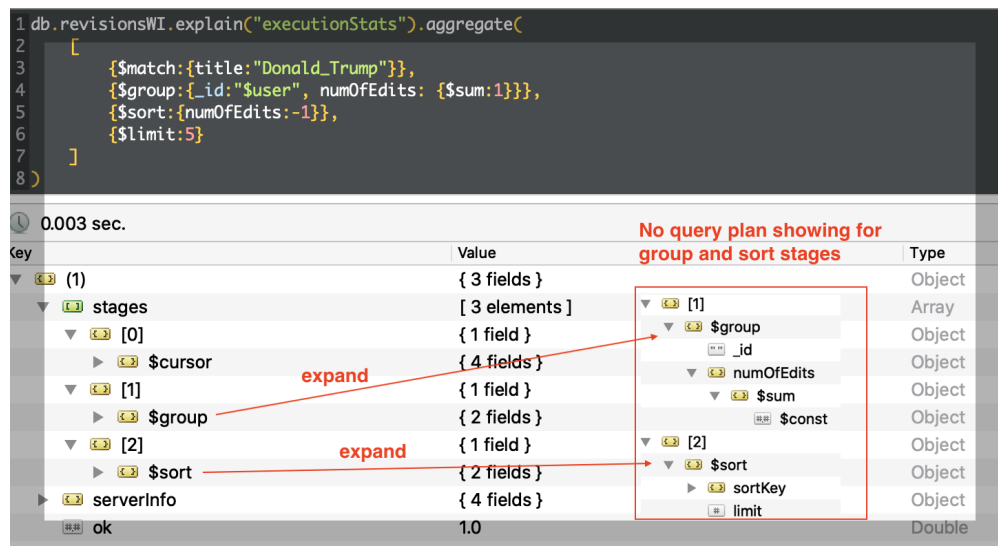 1 db.revisionsWI.explain("executionStats").aggregate(
2 [
3 {$match:{title:"Donald_Trump"}},
4 {$group:{_id:"$user", numOfEdits: {$sum:1}}},
5 {$sort:{numOfEdits:-1}},
6 {$limit:5}
7 ]
8 )
0.003 sec.
No query plan showing for
group and sort stages
Key Value Type
(1) { 3 fields } Object
stages [ 3 elements ] Array
[0] { 1 field } Object
$cursor { 4 fields } Object
[1] { 1 field } Object
$group { 2 fields } Object
[2] { 1 field } Object
$sort { 2 fields } Object
serverInfo { 4 fields } Object
ok 1.0 Double
expand
expand
[1]
$group
_id
numOfEdits
$sum
$const
[2]
$sort
sortKey
limit